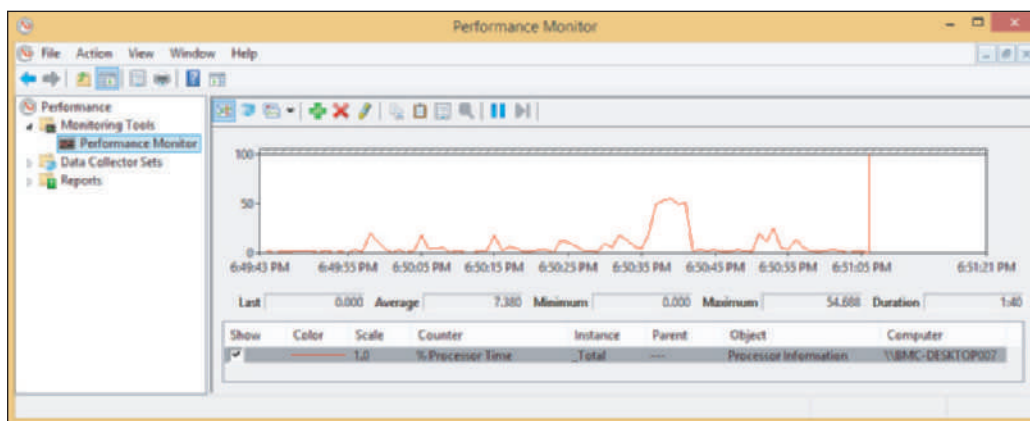 Performance Monitor
File Action View Window Help
Performance
Monitoring Tools
Performance Monitor
Data Collector Sets
Reports
100
50
0
6:49:43 PM 6:49:55 PM 6:50:05 PM 6:50:15 PM 6:50:25 PM 6:50:35 PM 6:50:45 PM 6:50:55 PM 6:51:05 PM 6:51:21 PM
Last 0.000 Average 7.380 Minimum 0.000 Maximum 54.688 Duration 1:40
Show Color Scale Counter Instance Parent Object Computer
1.0 % Processor Time _Total --- Processor Information \\BMC-DESKTOP007